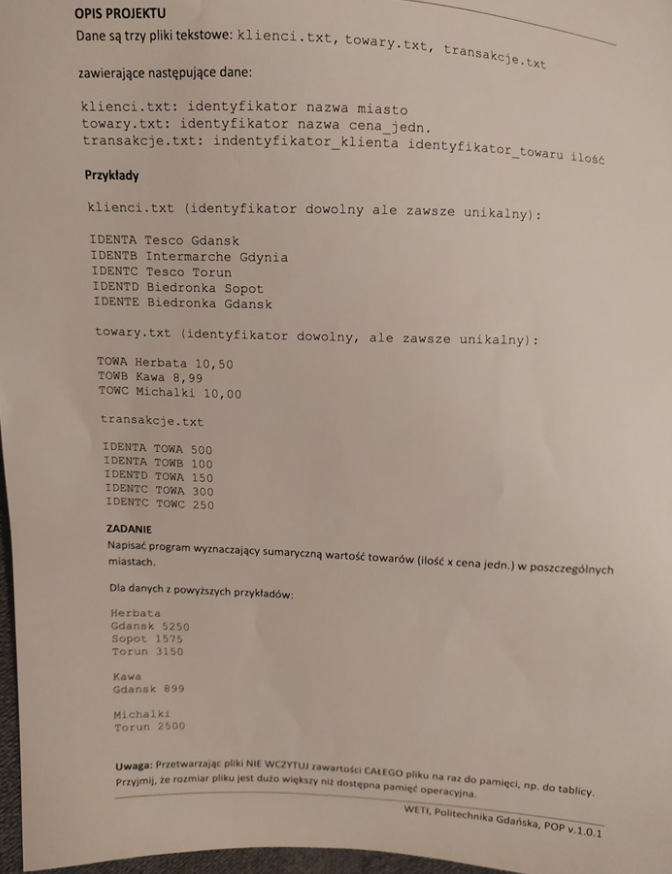 OPIS PROJEKTU
Dane są trzy pliki tekstowe: klienci.txt, towary.txt, transakcje.txt
zawierające następujące dane:
klienci.txt: identyfikator nazwa miasto
towary.txt: identyfikator nazwa cena_jedn.
transakcje.txt: indentyfikator_klienta identyfikator_towaru ilość
Przykłady
klienci.txt (identyfikator dowolny ale zawsze unikalny):
IDENTA Tesco Gdansk
IDENTB Intermarche Gdynia
IDENTC Tesco Torun
IDENTD Biedronka Sopot
IDENTE Biedronka Gdansk
towary.txt (identyfikator dowolny, ale zawsze unikalny):
TOWA Herbata 10,50
TOWB Kawa 8,99
TOWC Michalki 10,00
transakcje.txt
IDENTA TOWA 500
IDENTA TOWB 100
IDENTD TOWA 150
IDENTC TOWA 300
IDENTC TOWC 250
ZADANIE
Napisać program wyznaczający sumaryczną wartość towarów (ilość x cena jedn.) w poszczególnych
miastach.
Dla danych z powyższych przykładów:
Herbata
Gdansk 5250
Sopot 1575
Torun 3150
Kawa
Gdansk 899
Michalki
Torun 2500
Uwaga: Przetwarzając pliki NIE WCZYTUJ zawartości CAŁEGO pliku na raz do pamięci, np. do tablicy.
Przyjmij, że rozmiar pliku jest dużo większy niż dostępna pamięć operacyjna.
WETI, Politechnika Gdańska, POP v.1.0.1